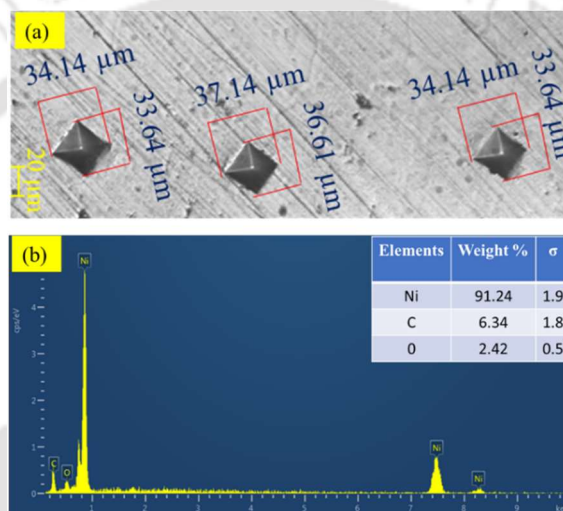 (a)
34.14 µm
33.64 µm
37.14 µm
36.61 µm
34.14 µm
33.64 µm
20 µm
(b)
Elements Weight % σ
Ni 91.24 1.9
C 6.34 1.8
0 2.42 0.5
cps/eV
4
3
2
1
0
Ni
C
O
Ni
Ni
1 2 3 4 5 6 7 8 9